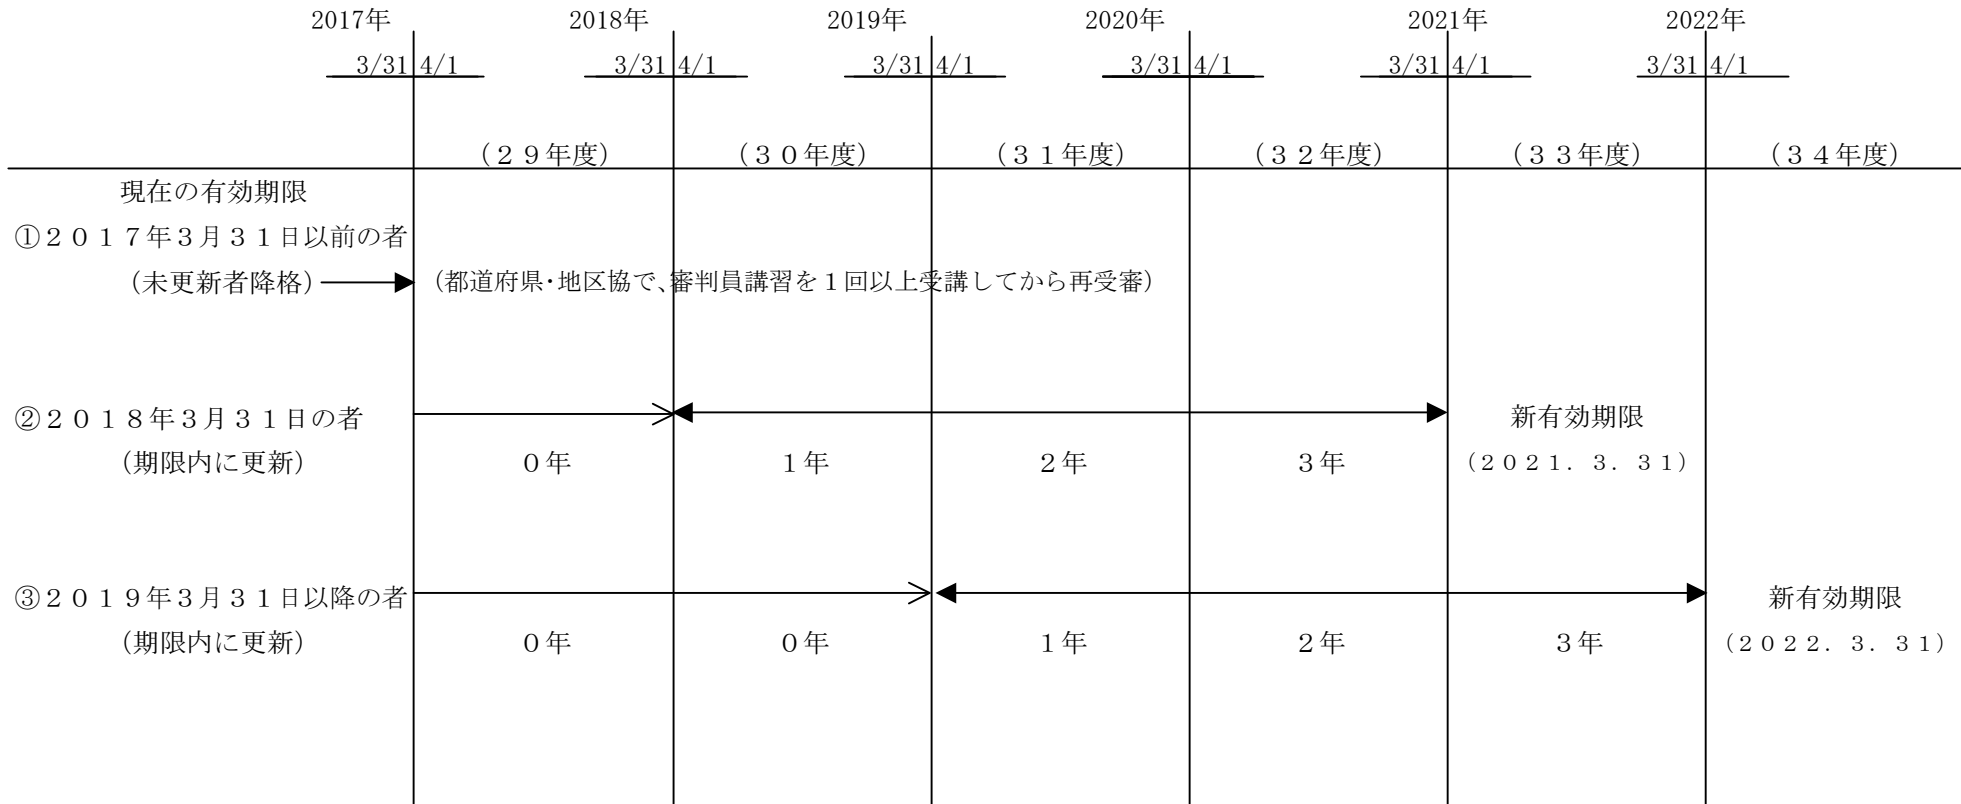 2017年 2018年 2019年 2020年 2021年 2022年
3/31 4/1 3/31 4/1 3/31 4/1 3/31 4/1 3/31 4/1 3/31 4/1
（２９年度） （３０年度） （３１年度） （３２年度） （３３年度） （３４年度）
現在の有効期限
①２０１７年３月３１日以前の者
（未更新者降格） （都道府県・地区協で、審判員講習を１回以上受講してから再受審）
②２０１８年３月３１日の者 新有効期限
（期限内に更新） ０年 １年 ２年 ３年 （２０２１．３．３１）
③２０１９年３月３１日以降の者 新有効期限
（期限内に更新） ０年 ０年 １年 ２年 ３年 （２０２２．３．３１）